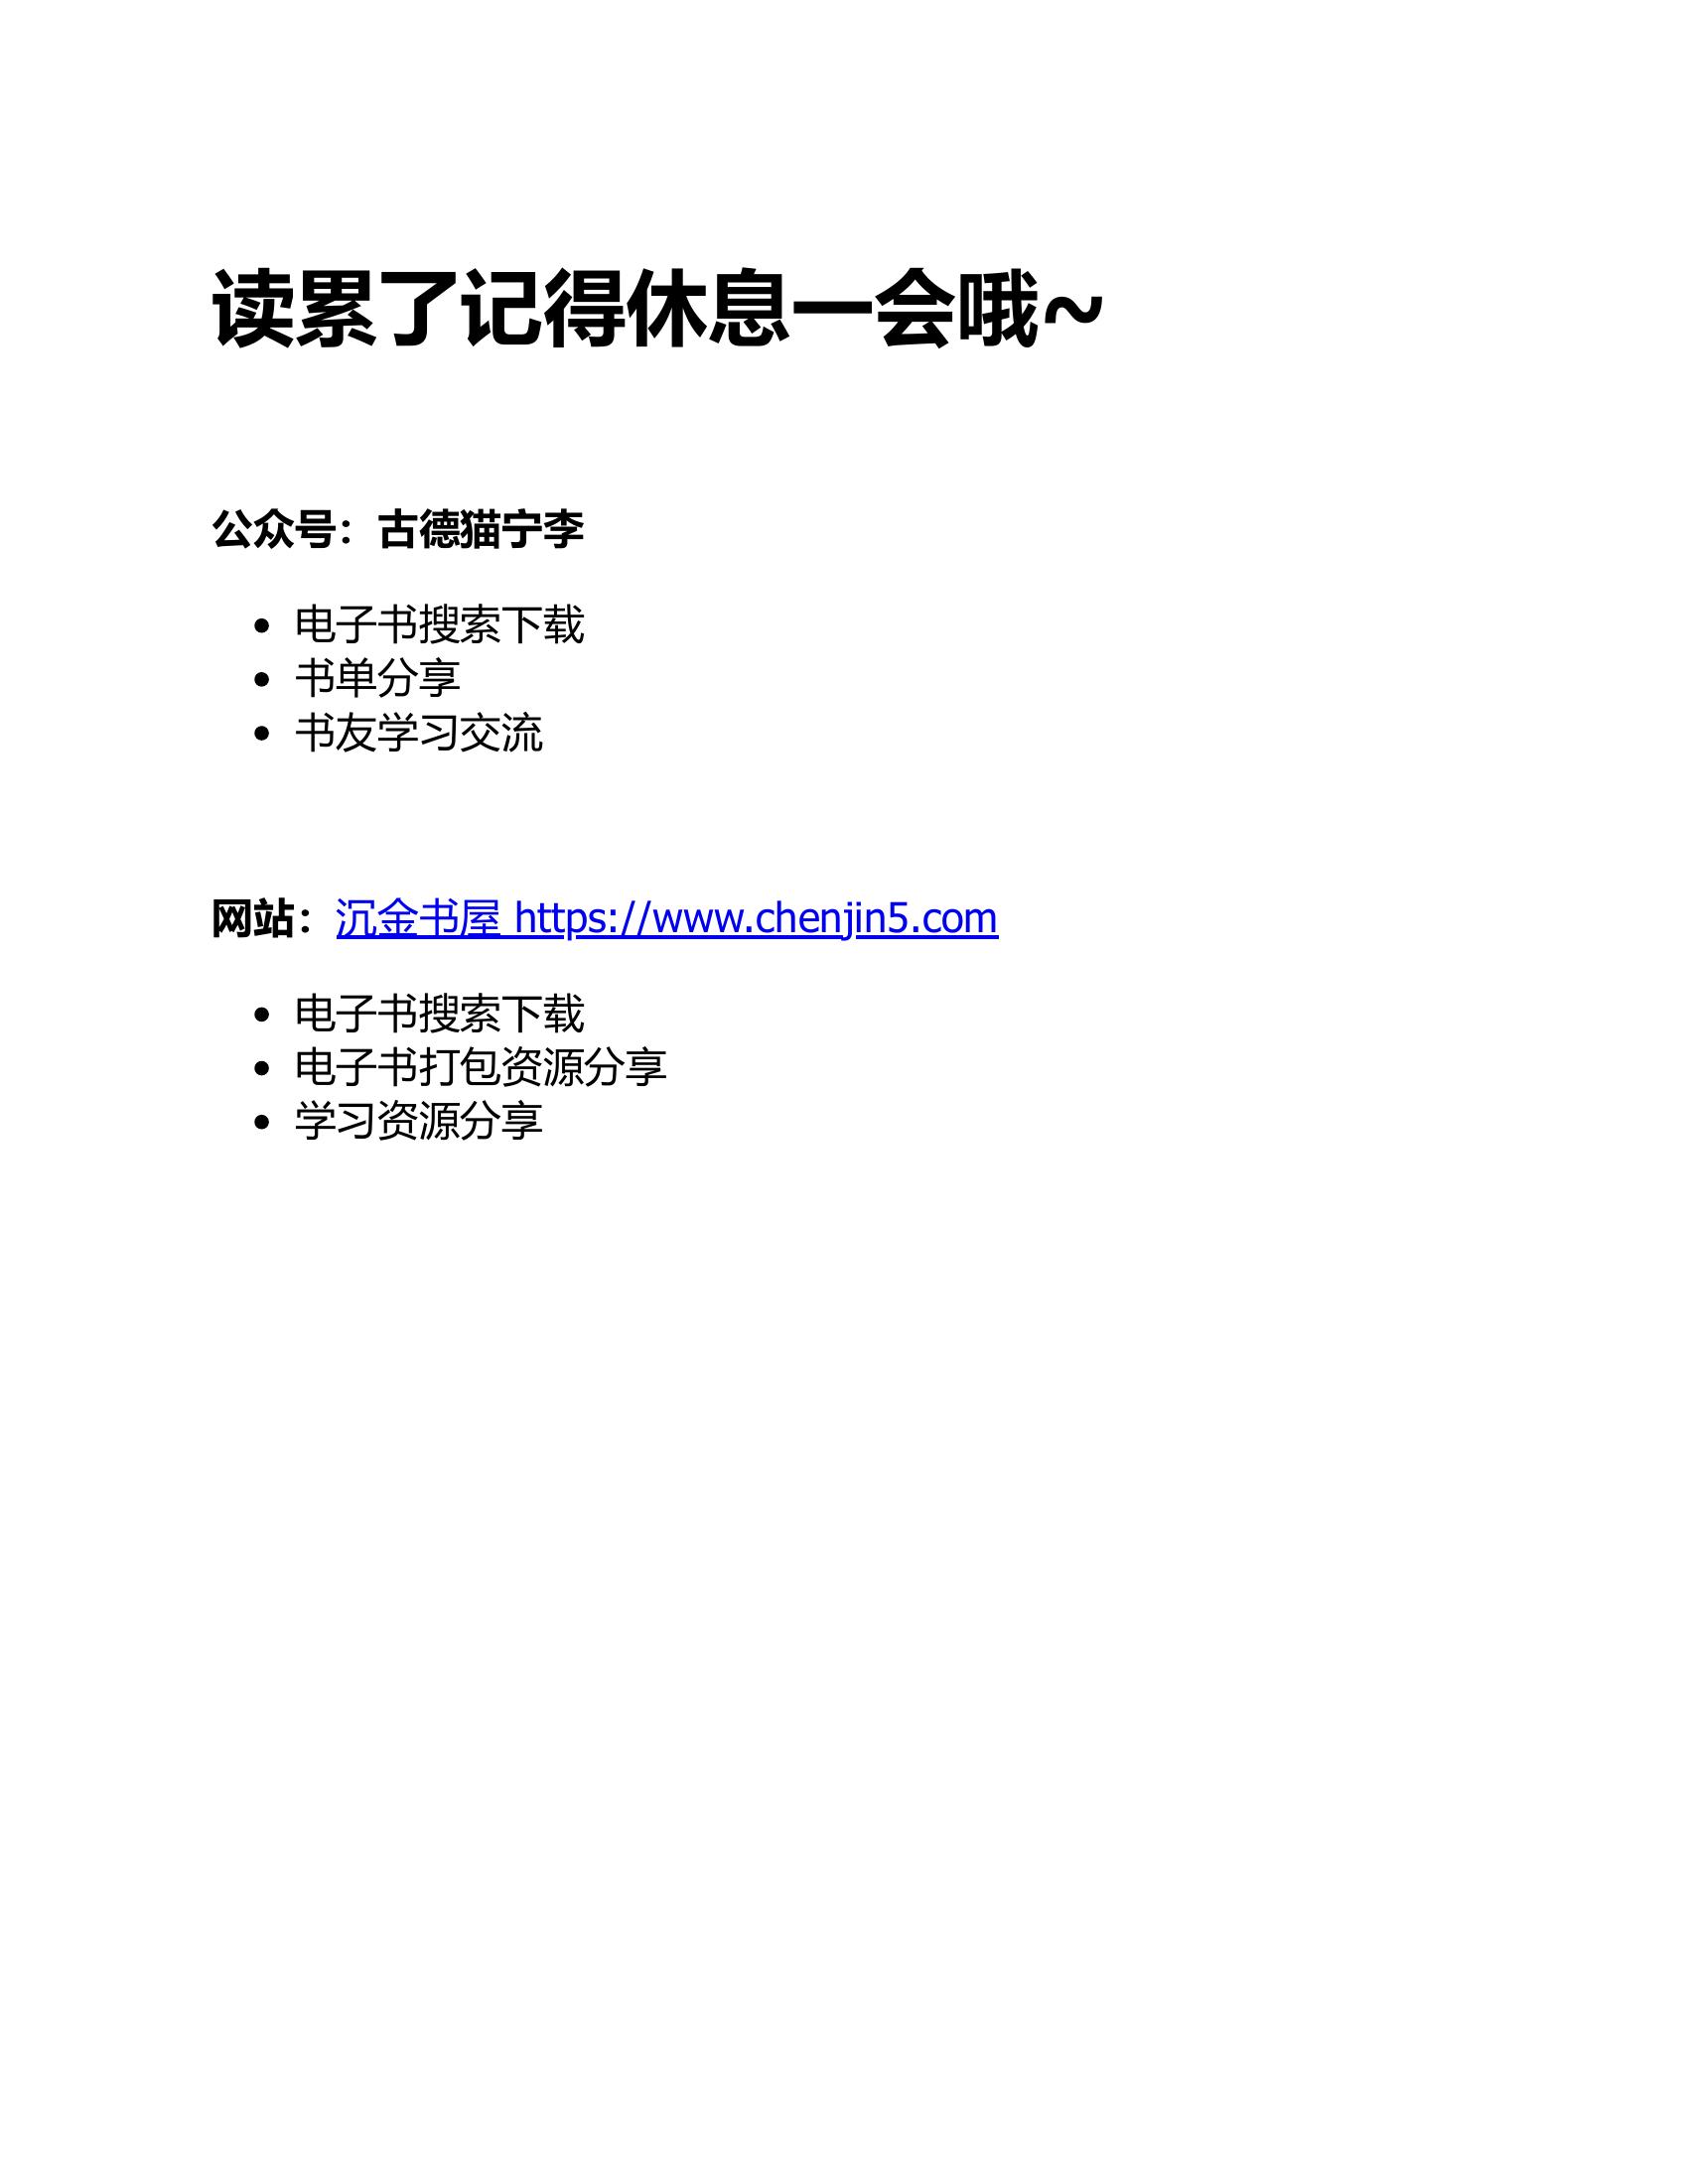 读累了记得休息一会哦~
公众号：古德猫宁李
• 电子书搜索下载
• 书单分享
• 书友学习交流
网站：沉金书屋 https://www.chenjin5.com
• 电子书搜索下载
• 电子书打包资源分享
• 学习资源分享